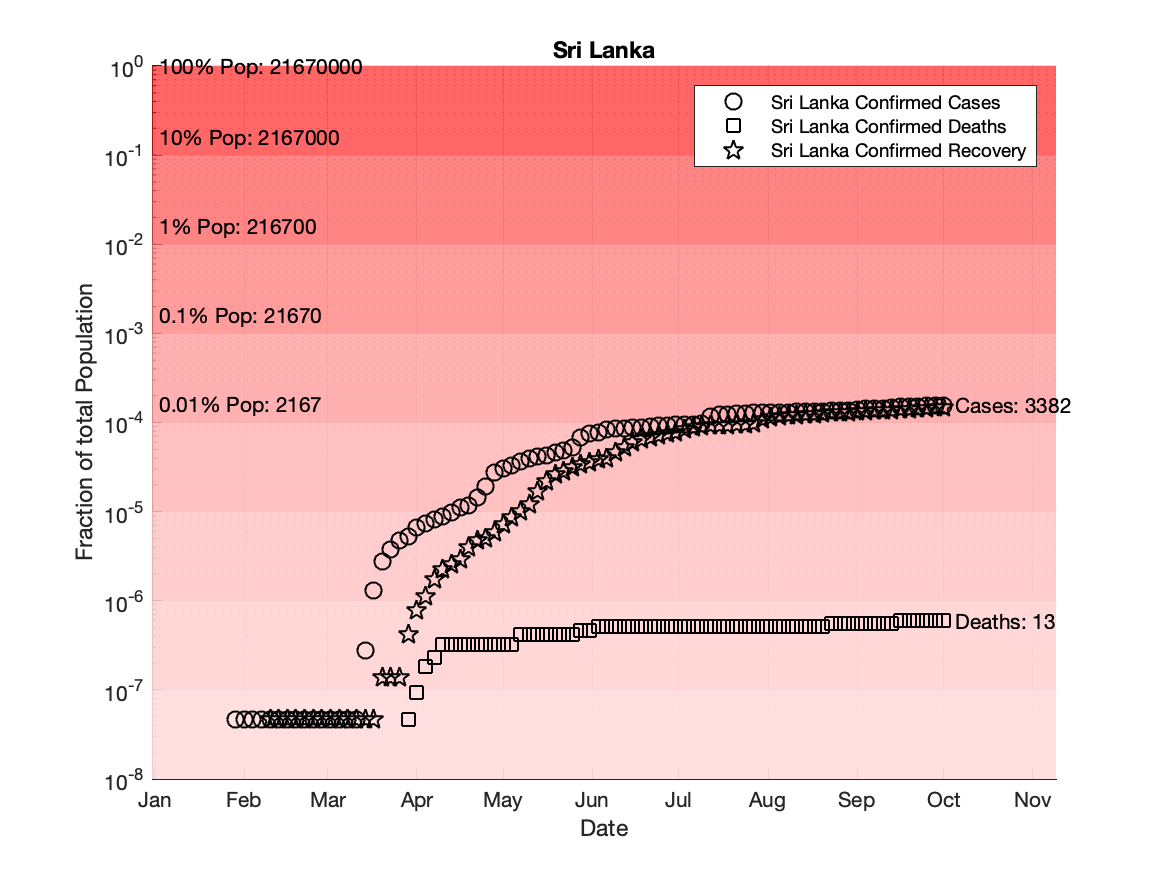 Sri Lanka
10^0
100% Pop: 21670000
Sri Lanka Confirmed Cases
Sri Lanka Confirmed Deaths
Sri Lanka Confirmed Recovery
10% Pop: 2167000
10^-1
1% Pop: 216700
10^-2
0.1% Pop: 21670
10^-3
0.01% Pop: 2167
Cases: 3382
10^-4
10^-5
10^-6
Deaths: 13
10^-7
10^-8
Fraction of total Population
Jan Feb Mar Apr May Jun Jul Aug Sep Oct Nov
Date